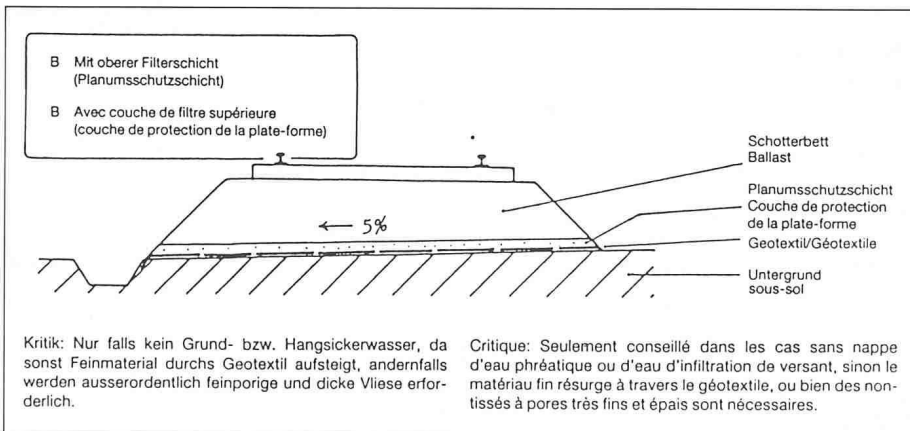 B Mit oberer Filterschicht
(Planumsschutzschicht)
B Avec couche de filtre supérieure
(couche de protection de la plate-forme)
Schotterbett
Ballast
Planumsschutzschicht
Couche de protection
de la plate-forme
Geotextil/Géotextile
Untergrund
sous-sol
← 5%
Kritik: Nur falls kein Grund- bzw. Hangsickerwasser, da
sonst Feinmaterial durchs Geotextil aufsteigt, andernfalls
werden ausserordentlich feinporige und dicke Vliese erfor-
derlich.
Critique: Seulement conseillé dans les cas sans nappe
d'eau phréatique ou d'eau d'infiltration de versant, sinon le
matériau fin résurge à travers le géotextile, ou bien des non-
tissés à pores très fins et épais sont nécessaires.